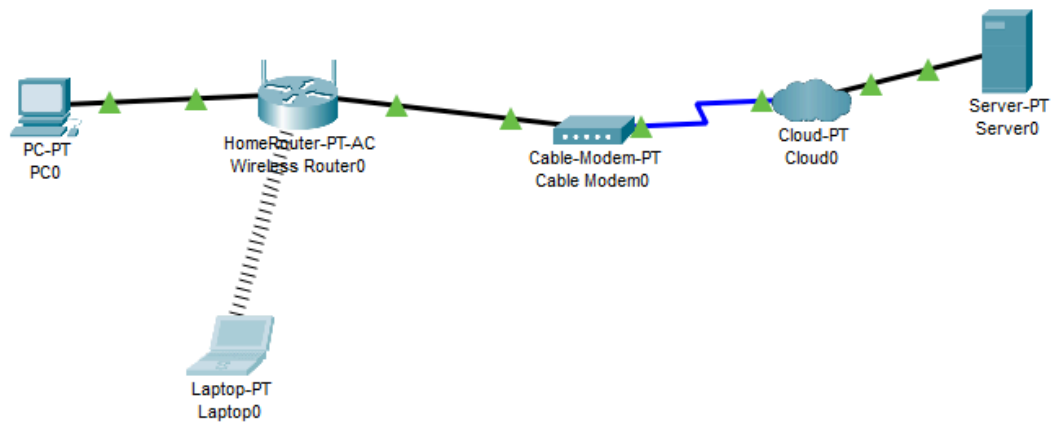 PC-PT
PC0
HomeRouter-PT-AC
Wireless Router0
Cable-Modem-PT
Cable Modem0
Cloud-PT
Cloud0
Server-PT
Server0
Laptop-PT
Laptop0